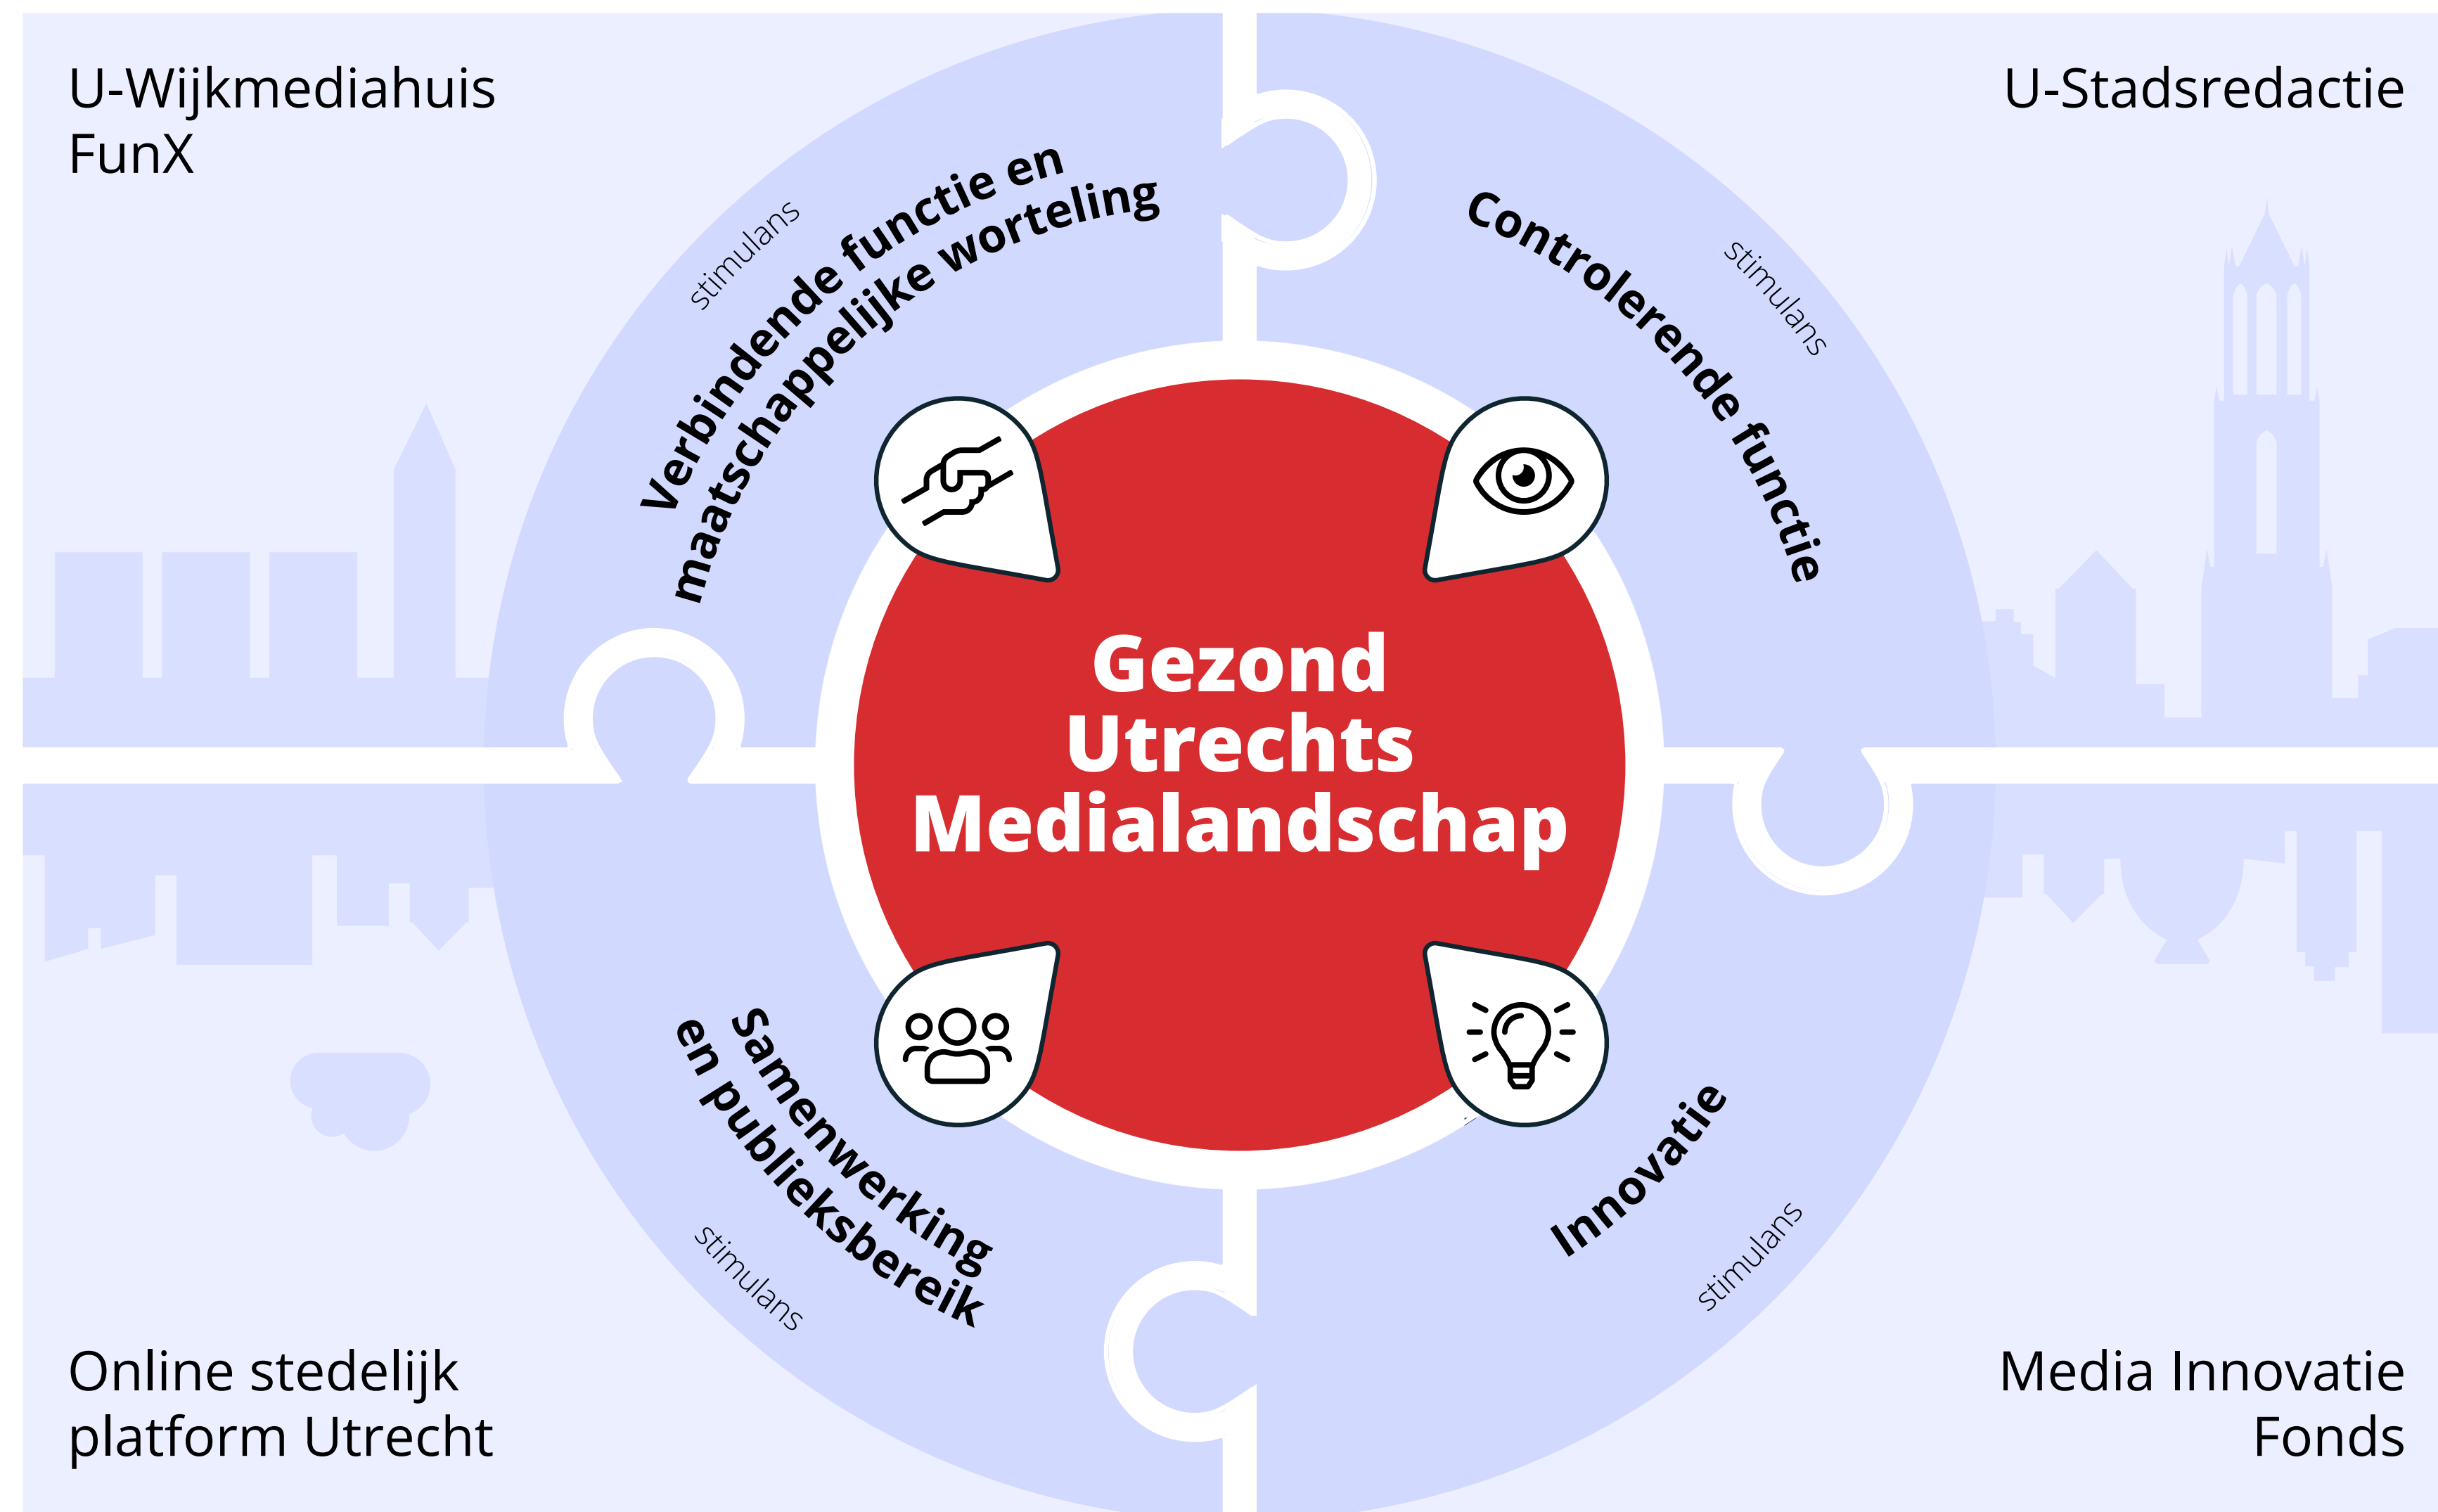 U-Wijkmediahuis
FunX
U-Stadsredactie
stimulans
Verbindende functie en
maatschappelijke worteling
Controlerende functie
stimulans
Gezond
Utrechts
Medialandschap
Samenwerking
en publieksbereik
stimulans
Innovatie
stimulans
Online stedelijk
platform Utrecht
Media Innovatie
Fonds